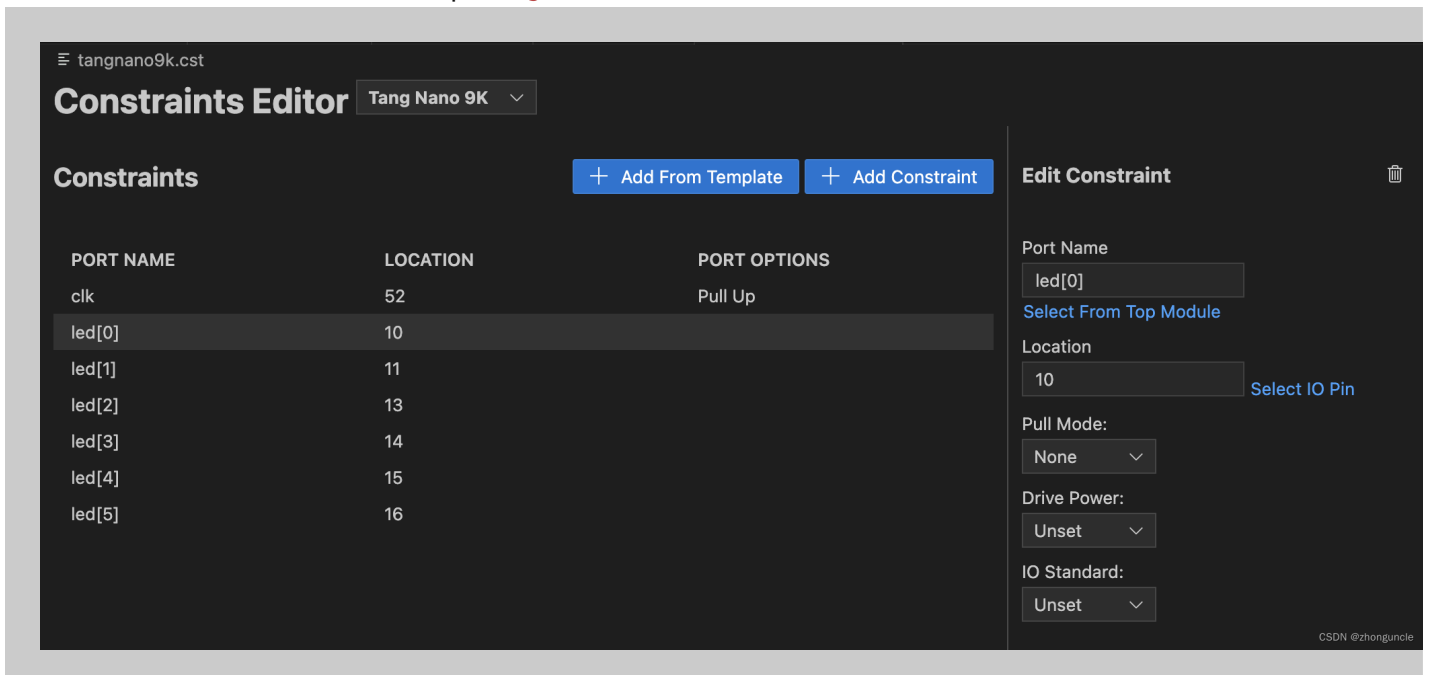 tangnano9k.cst
Constraints Editor Tang Nano 9K
Constraints
Add From Template
Add Constraint
PORT NAME LOCATION PORT OPTIONS
clk 52 Pull Up
led[0] 10
led[1] 11
led[2] 13
led[3] 14
led[4] 15
led[5] 16
Edit Constraint
Port Name
led[0]
Select From Top Module
Location
10
Select IO Pin
Pull Mode:
None
Drive Power:
Unset
IO Standard:
Unset
CSDN @zhonguncle